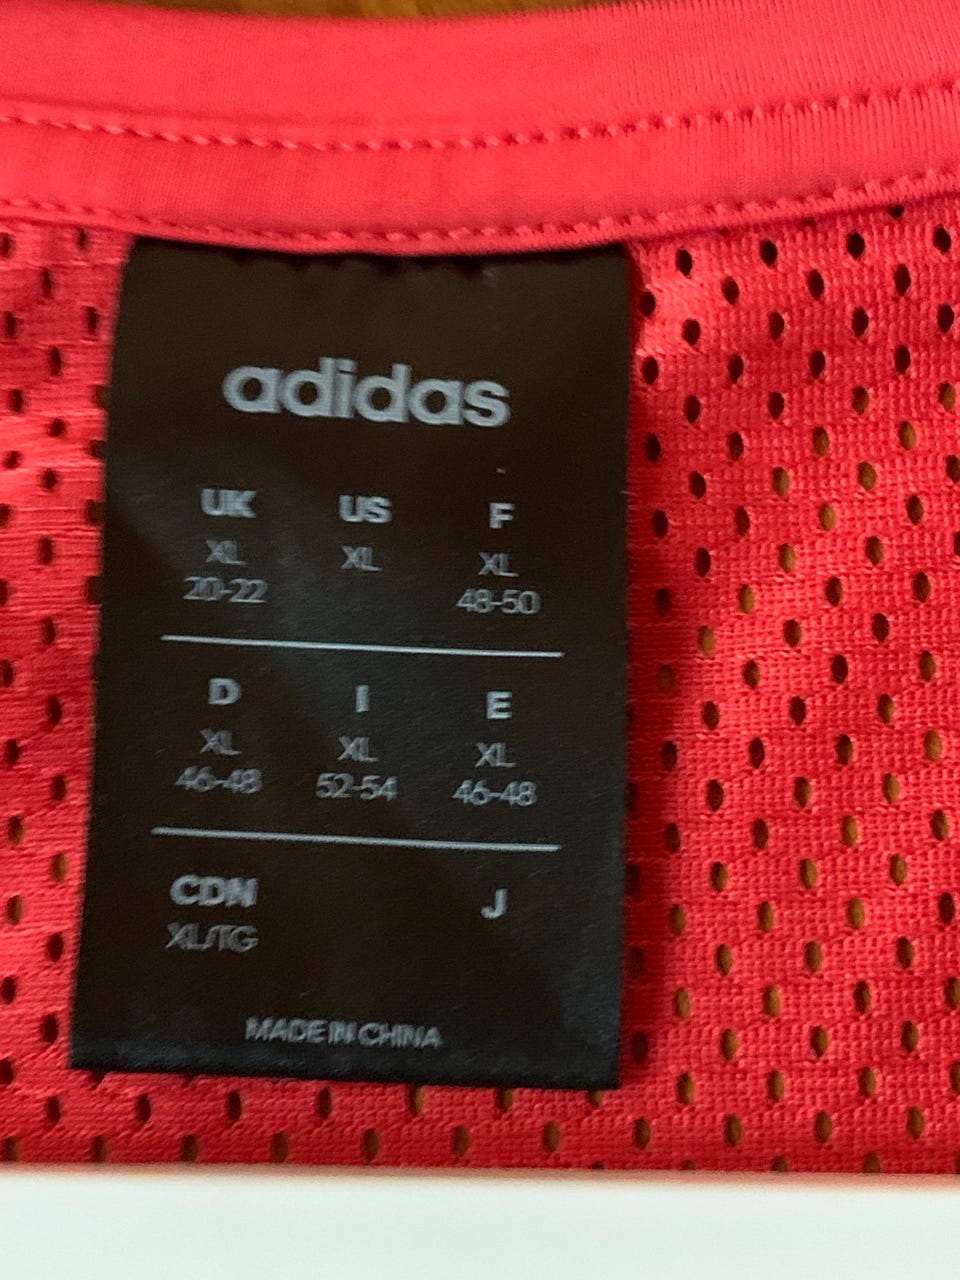 adidas
UK US F
XL XL XL
20-22 48-50
D I E
XL XL XL
46-48 52-54 46-48
CDN J
XL/TG
MADE IN CHINA